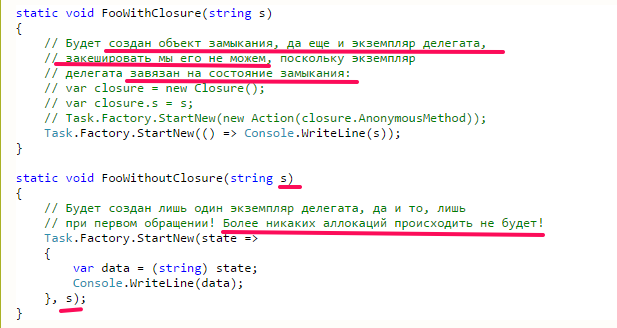 static void FooWithClosure(string s)
{
// Будет создан объект замыкания, да еще и экземпляр делегата,
// закешировать мы его не можем, поскольку экземпляр
// делегата завязан на состояние замыкания:
// var closure = new Closure();
// var closure.s = s;
// Task.Factory.StartNew(new Action(closure.AnonymousMethod));
Task.Factory.StartNew(() => Console.WriteLine(s));
}
static void FooWithoutClosure(string s)
{
// Будет создан лишь один экземпляр делегата, да и то, лишь
// при первом обращении! Более никаких аллокаций происходить не будет!
Task.Factory.StartNew(state =>
{
var data = (string) state;
Console.WriteLine(data);
}, s);
}